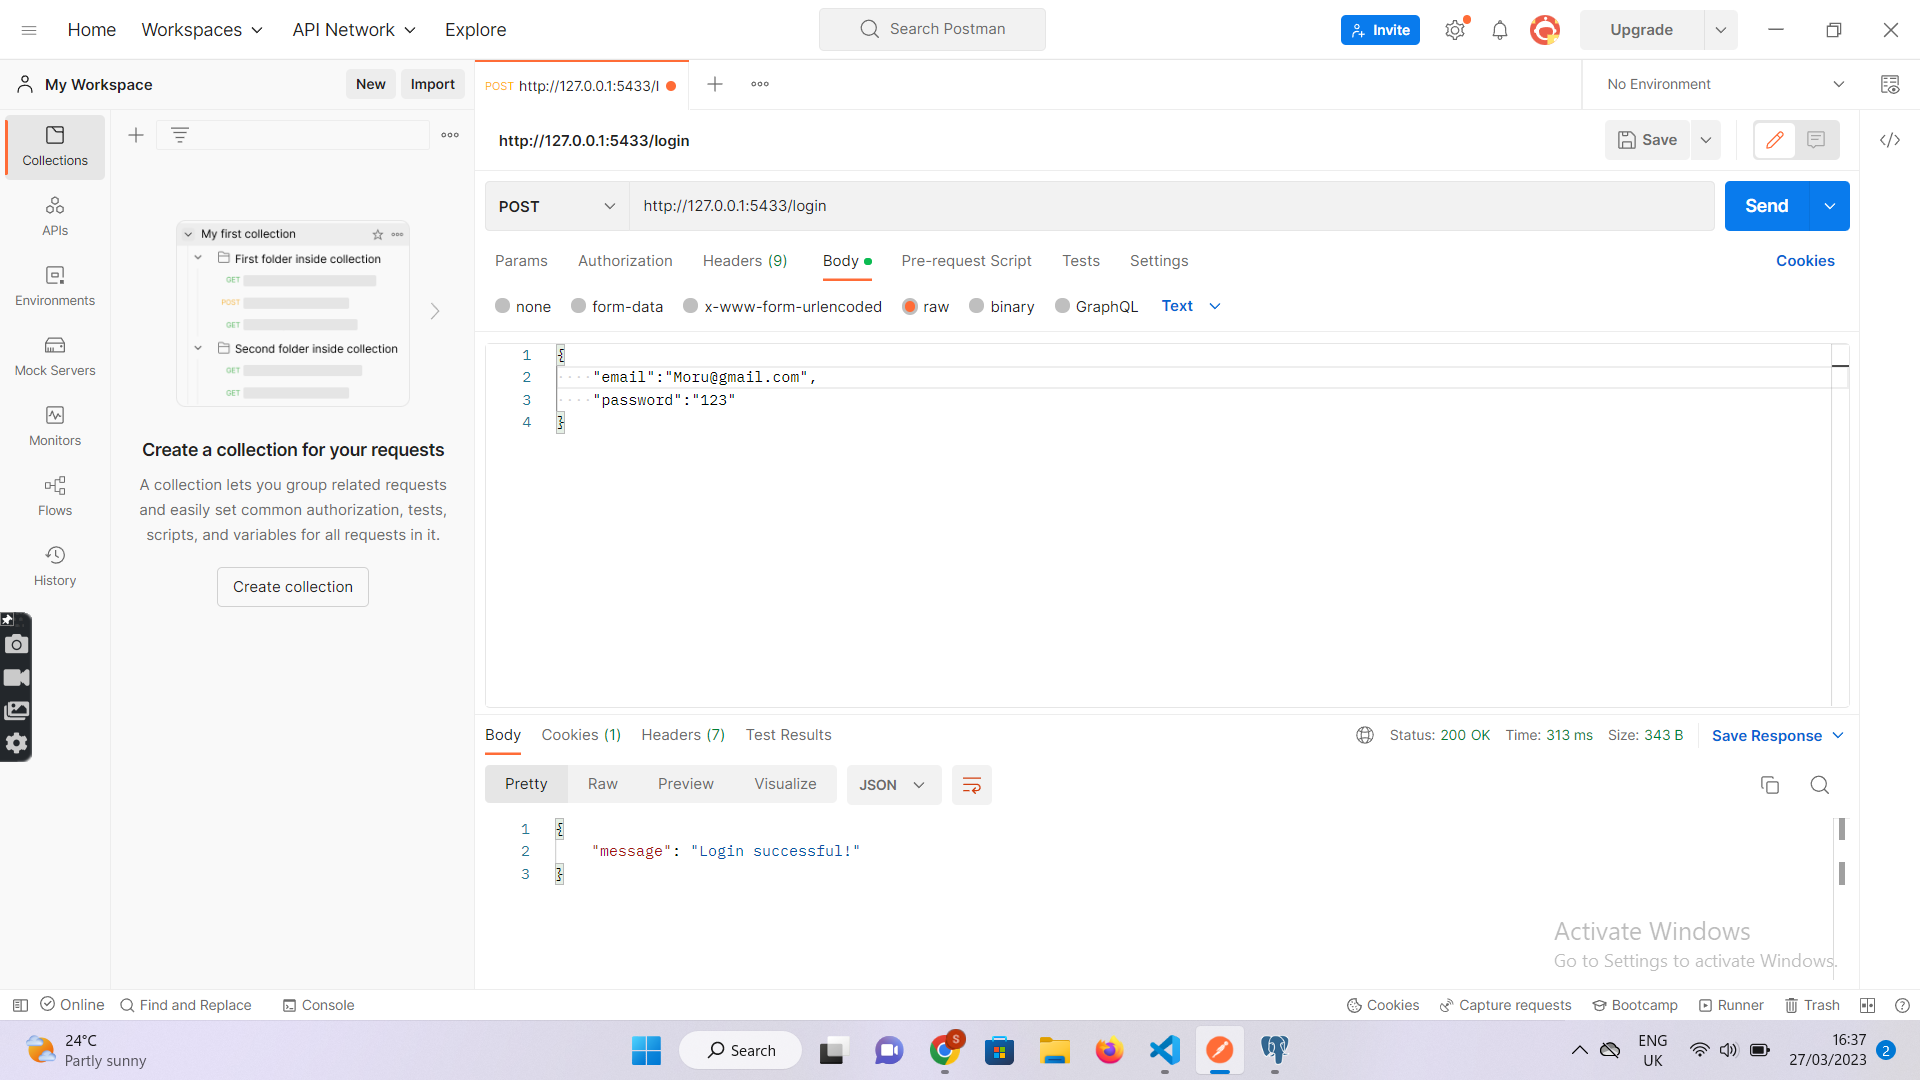 Home
Workspaces
API Network
Explore
Search Postman
Invite
Upgrade
My Workspace
New
Import
POST http://127.0.0.1:5433/l
No Environment
Collections
APIs
Environments
Mock Servers
Monitors
Flows
History
My first collection
First folder inside collection
GET
POST
GET
Second folder inside collection
GET
GET
Create a collection for your requests
A collection lets you group related requests
and easily set common authorization, tests,
scripts, and variables for all requests in it.
Create collection
http://127.0.0.1:5433/login
Save
POST
http://127.0.0.1:5433/login
Send
Params
Authorization
Headers (9)
Body
Pre-request Script
Tests
Settings
Cookies
none
form-data
x-www-form-urlencoded
raw
binary
GraphQL
Text
1 {
2 "email":"Moru@gmail.com",
3 "password":"123"
4 }
Body
Cookies (1)
Headers (7)
Test Results
Status: 200 OK
Time: 313 ms
Size: 343 B
Save Response
Pretty
Raw
Preview
Visualize
JSON
1 {
2 "message": "Login successful!"
3 }
Activate Windows
Go to Settings to activate Windows.
Online
Find and Replace
Console
Cookies
Capture requests
Bootcamp
Runner
Trash
24°C
Partly sunny
Search
S
ENG
UK
16:37
27/03/2023
2